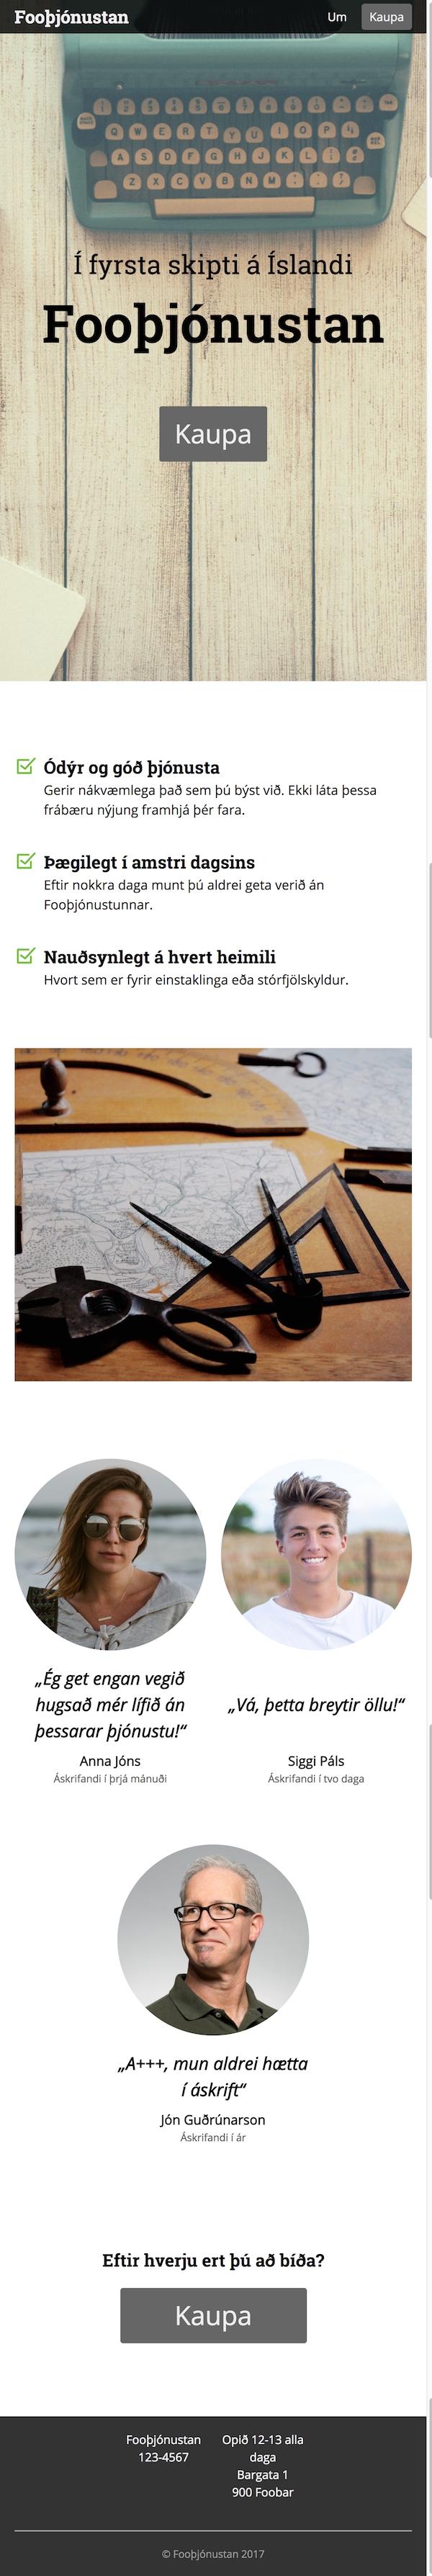 Fooþjónustan
Um
Kaupa
Q W E R T Y U I O P
A S D F G H J K L
Z X C V B N M
Í fyrsta skipti á Íslandi
Fooþjónustan
Kaupa
Ódýr og góð þjónusta
Gerir nákvæmlega það sem þú býst við. Ekki láta þessa
frábæru nýjung framhjá þér fara.
Þægilegt í amstri dagsins
Eftir nokkra daga munt þú aldrei geta verið án
Fooþjónustunnar.
Nauðsynlegt á hvert heimili
Hvort sem er fyrir einstaklinga eða stórfjölskyldur.
„Ég get engan vegið
hugsað mér lífið án
þessarar þjónustu!“
Anna Jóns
Áskrifandi í þrjá mánuði
„Vá, þetta breytir öllu!“
Siggi Páls
Áskrifandi í tvo daga
„A+++, mun aldrei hætta
í áskrift“
Jón Guðrúnarson
Áskrifandi í ár
Eftir hverju ert þú að bíða?
Kaupa
Fooþjónustan
123-4567
Opið 12-13 alla
daga
Bargata 1
900 Foobar
© Fooþjónustan 2017